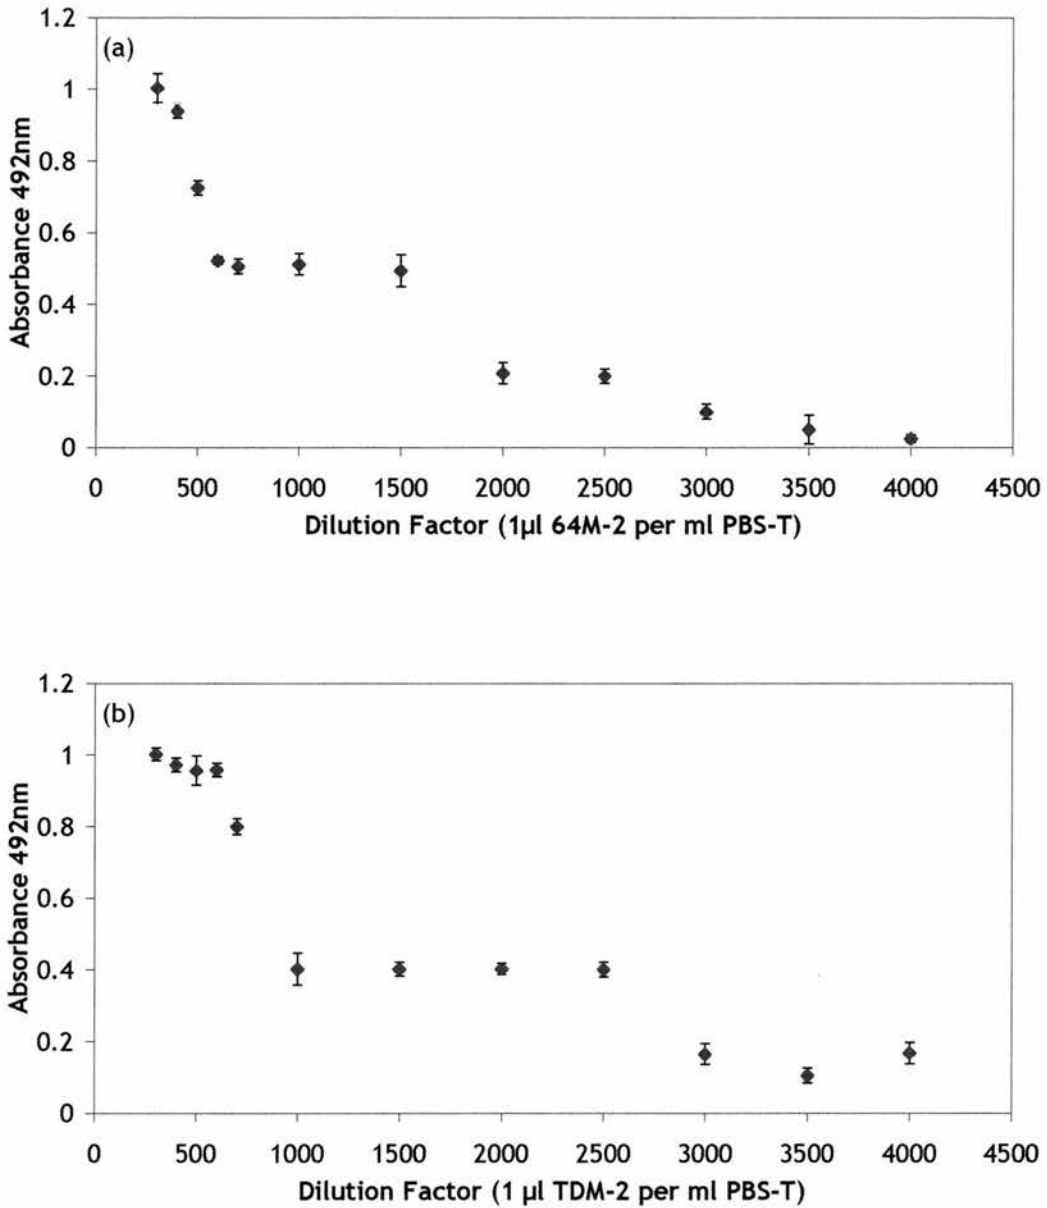 1.2
(a)
1
0.8
0.6
0.4
0.2
0
Absorbance 492nm
0 500 1000 1500 2000 2500 3000 3500 4000 4500
Dilution Factor (1µl 64M-2 per ml PBS-T)
1.2
(b)
1
0.8
0.6
0.4
0.2
0
Absorbance 492nm
0 500 1000 1500 2000 2500 3000 3500 4000 4500
Dilution Factor (1 µl TDM-2 per ml PBS-T)